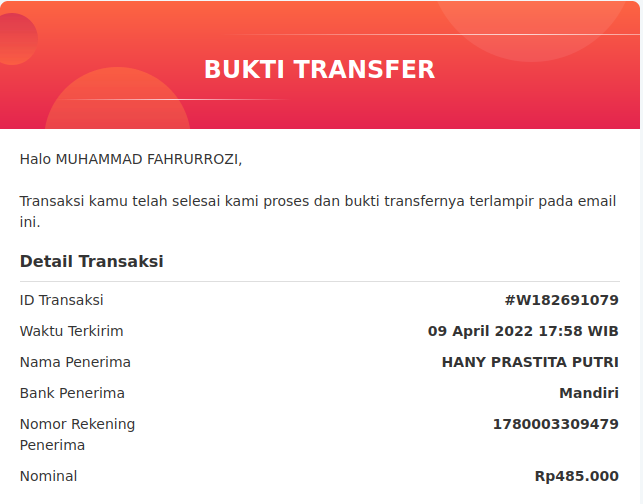 BUKTI TRANSFER
Halo MUHAMMAD FAHRURROZI,
Transaksi kamu telah selesai kami proses dan bukti transfernya terlampir pada email
ini.
Detail Transaksi
ID Transaksi #W182691079
Waktu Terkirim 09 April 2022 17:58 WIB
Nama Penerima HANY PRASTITA PUTRI
Bank Penerima Mandiri
Nomor Rekening 1780003309479
Penerima
Nominal Rp485.000